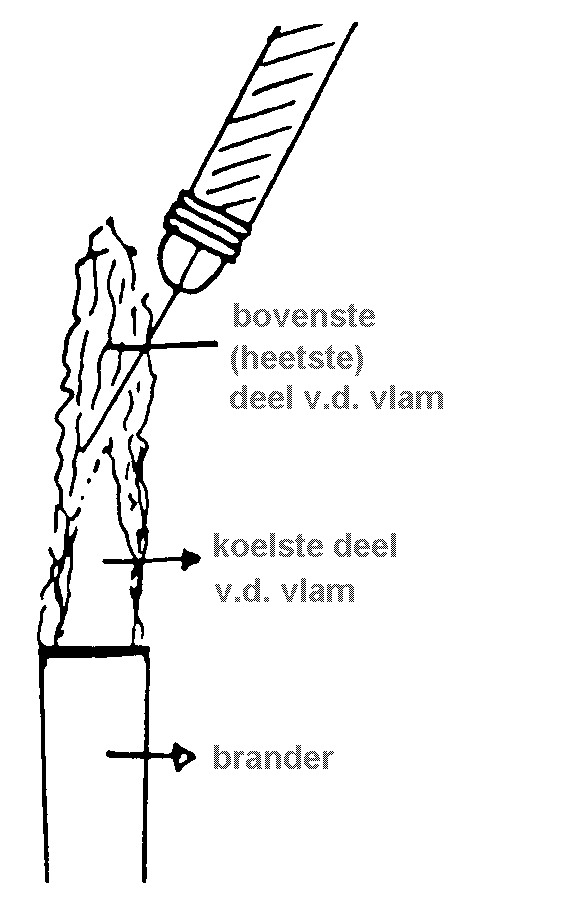 bovenste
(heetste)
deel v.d. vlam
koelste deel
v.d. vlam
brander